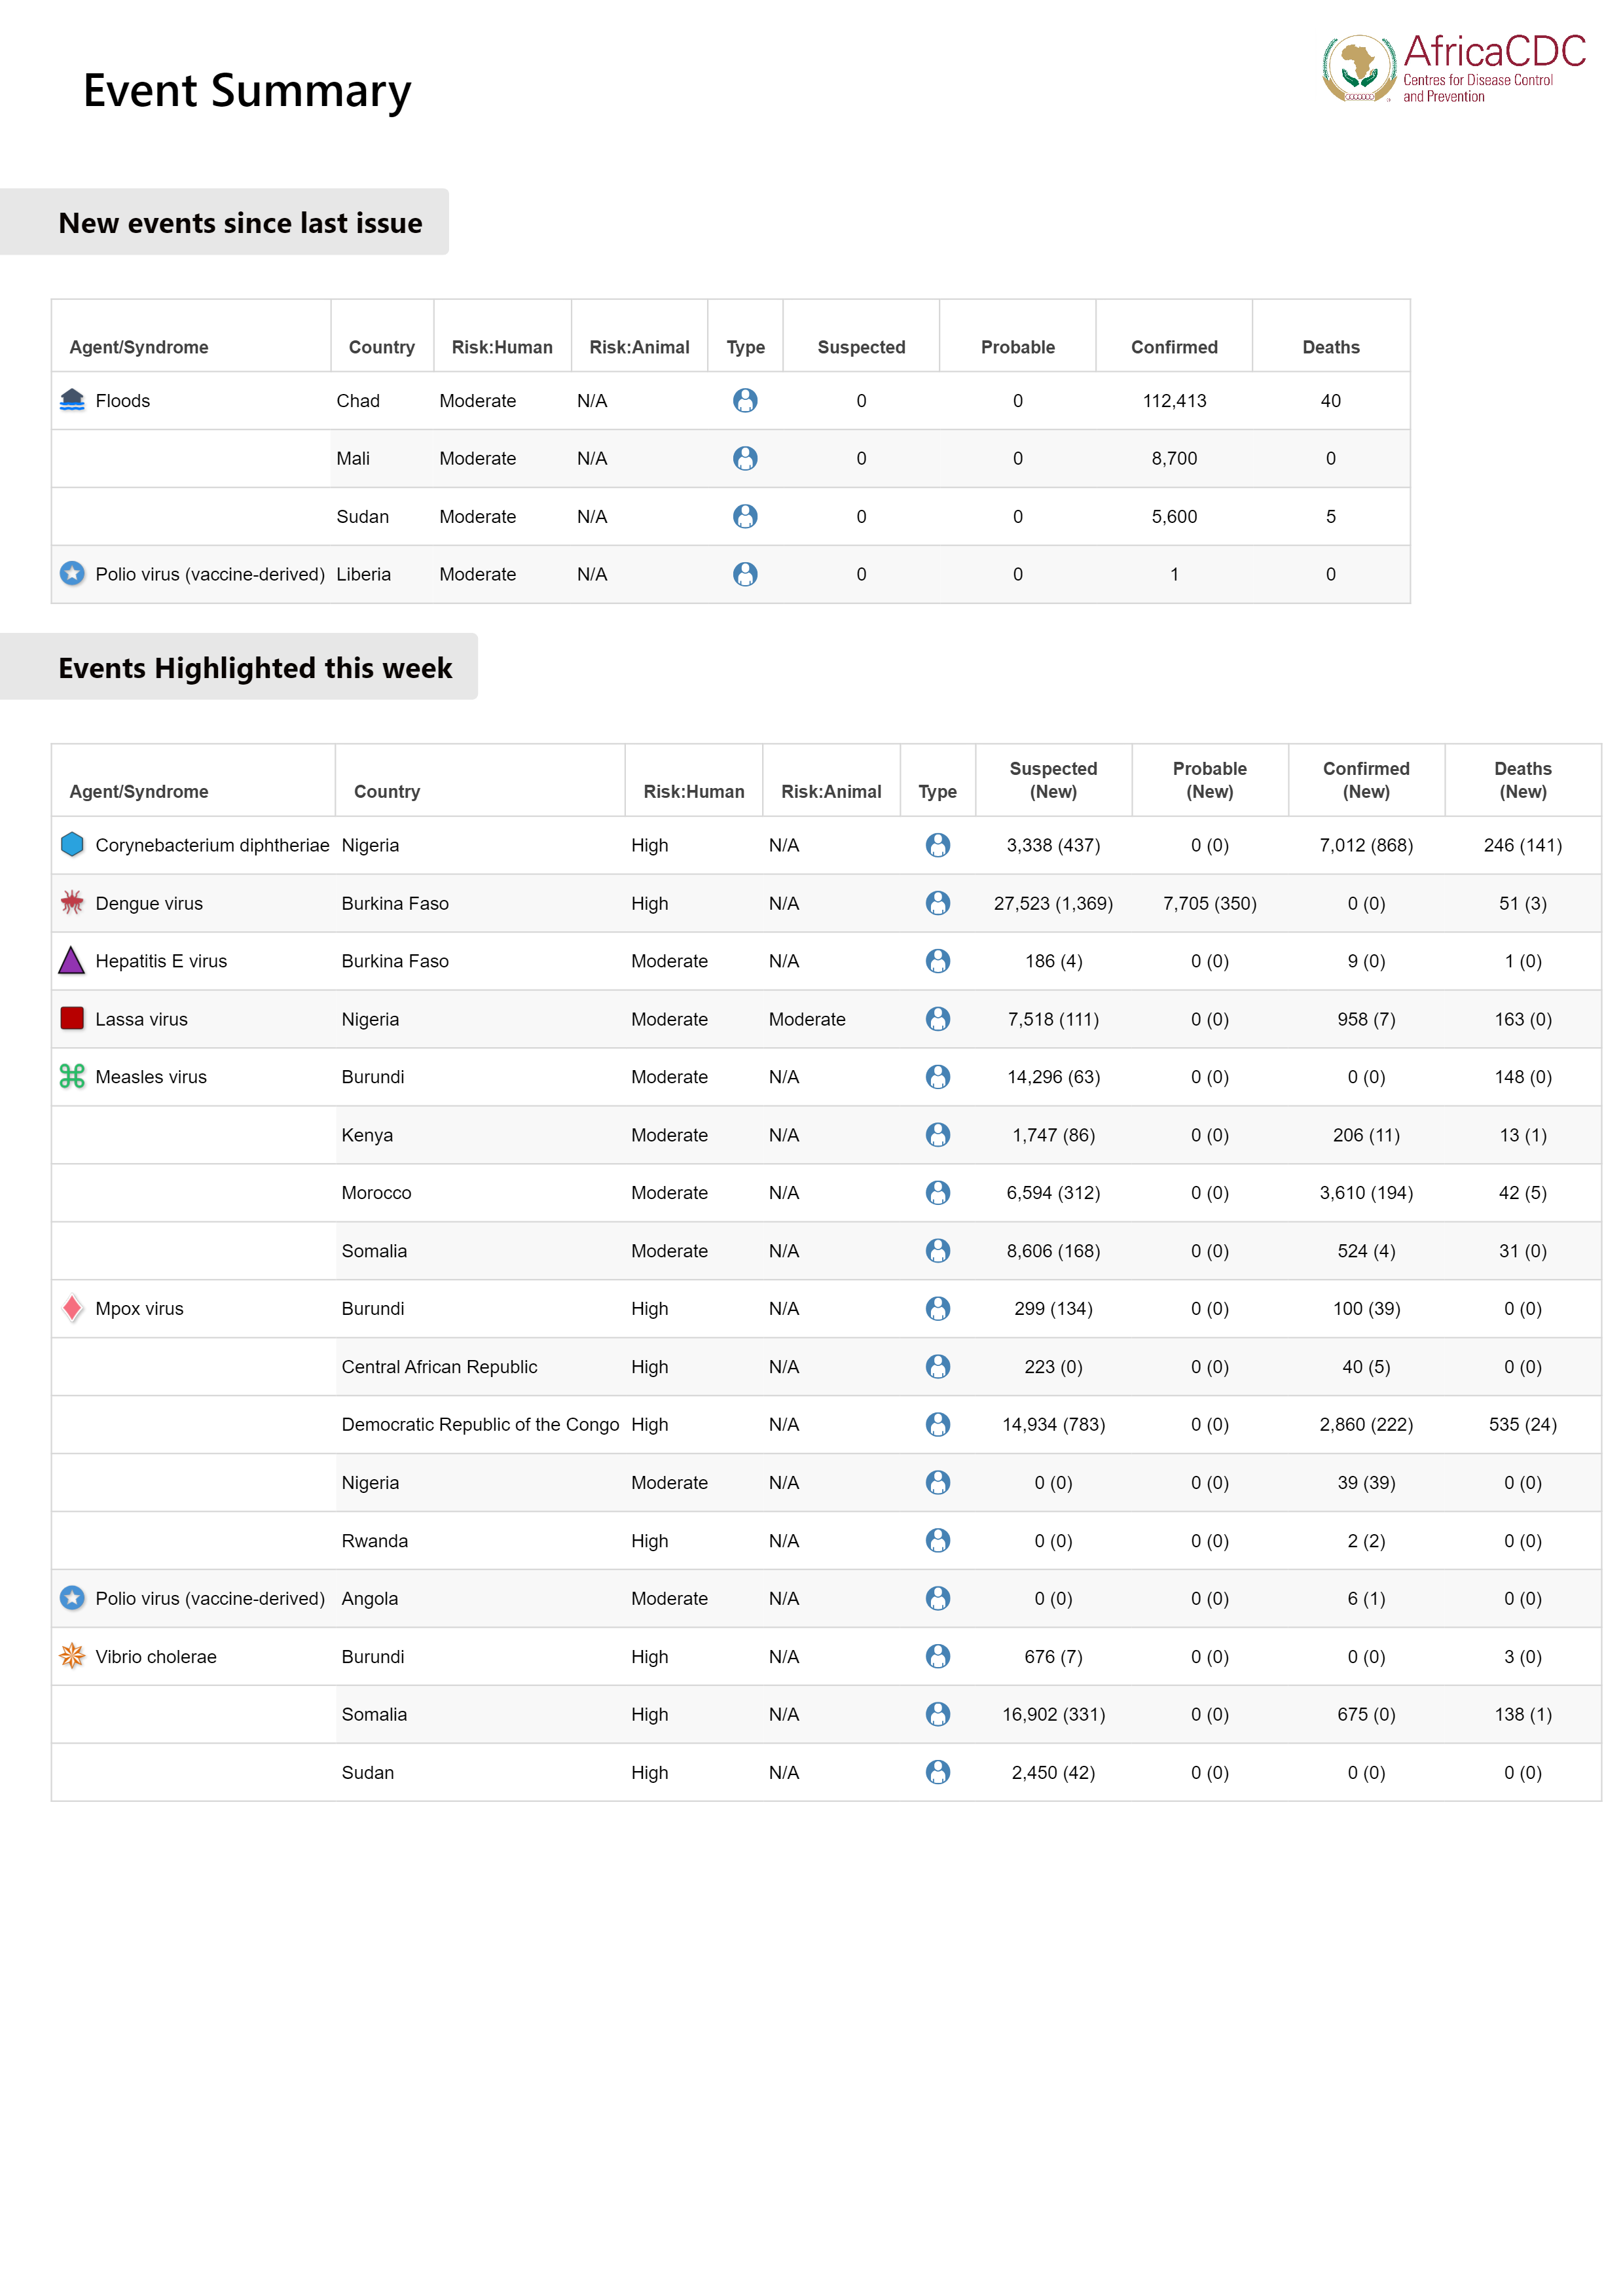 AfricaCDC
Centres for Disease Control
and Prevention
Event Summary
New events since last issue
Agent/Syndrome Country Risk:Human Risk:Animal Type Suspected Probable Confirmed Deaths
Floods Chad Moderate N/A 0 0 112,413 40
Mali Moderate N/A 0 0 8,700 0
Sudan Moderate N/A 0 0 5,600 5
Polio virus (vaccine-derived) Liberia Moderate N/A 0 0 1 0
Events Highlighted this week
Agent/Syndrome Country Risk:Human Risk:Animal Type Suspected (New) Probable (New) Confirmed (New) Deaths (New)
Corynebacterium diphtheriae Nigeria High N/A 3,338 (437) 0 (0) 7,012 (868) 246 (141)
Dengue virus Burkina Faso High N/A 27,523 (1,369) 7,705 (350) 0 (0) 51 (3)
Hepatitis E virus Burkina Faso Moderate N/A 186 (4) 0 (0) 9 (0) 1 (0)
Lassa virus Nigeria Moderate Moderate 7,518 (111) 0 (0) 958 (7) 163 (0)
Measles virus Burundi Moderate N/A 14,296 (63) 0 (0) 0 (0) 148 (0)
Kenya Moderate N/A 1,747 (86) 0 (0) 206 (11) 13 (1)
Morocco Moderate N/A 6,594 (312) 0 (0) 3,610 (194) 42 (5)
Somalia Moderate N/A 8,606 (168) 0 (0) 524 (4) 31 (0)
Mpox virus Burundi High N/A 299 (134) 0 (0) 100 (39) 0 (0)
Central African Republic High N/A 223 (0) 0 (0) 40 (5) 0 (0)
Democratic Republic of the Congo High N/A 14,934 (783) 0 (0) 2,860 (222) 535 (24)
Nigeria Moderate N/A 0 (0) 0 (0) 39 (39) 0 (0)
Rwanda High N/A 0 (0) 0 (0) 2 (2) 0 (0)
Polio virus (vaccine-derived) Angola Moderate N/A 0 (0) 0 (0) 6 (1) 0 (0)
Vibrio cholerae Burundi High N/A 676 (7) 0 (0) 0 (0) 3 (0)
Somalia High N/A 16,902 (331) 0 (0) 675 (0) 138 (1)
Sudan High N/A 2,450 (42) 0 (0) 0 (0) 0 (0)